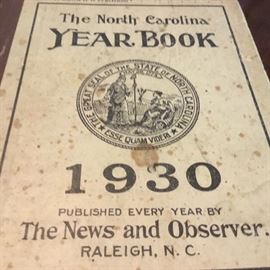 The North Carolina
YEAR BOOK
THE GREAT SEAL OF THE STATE OF NORTH CAROLINA
ESSE QUAM VIDERI
1930
PUBLISHED EVERY YEAR BY
The News and Observer.
RALEIGH, N. C.